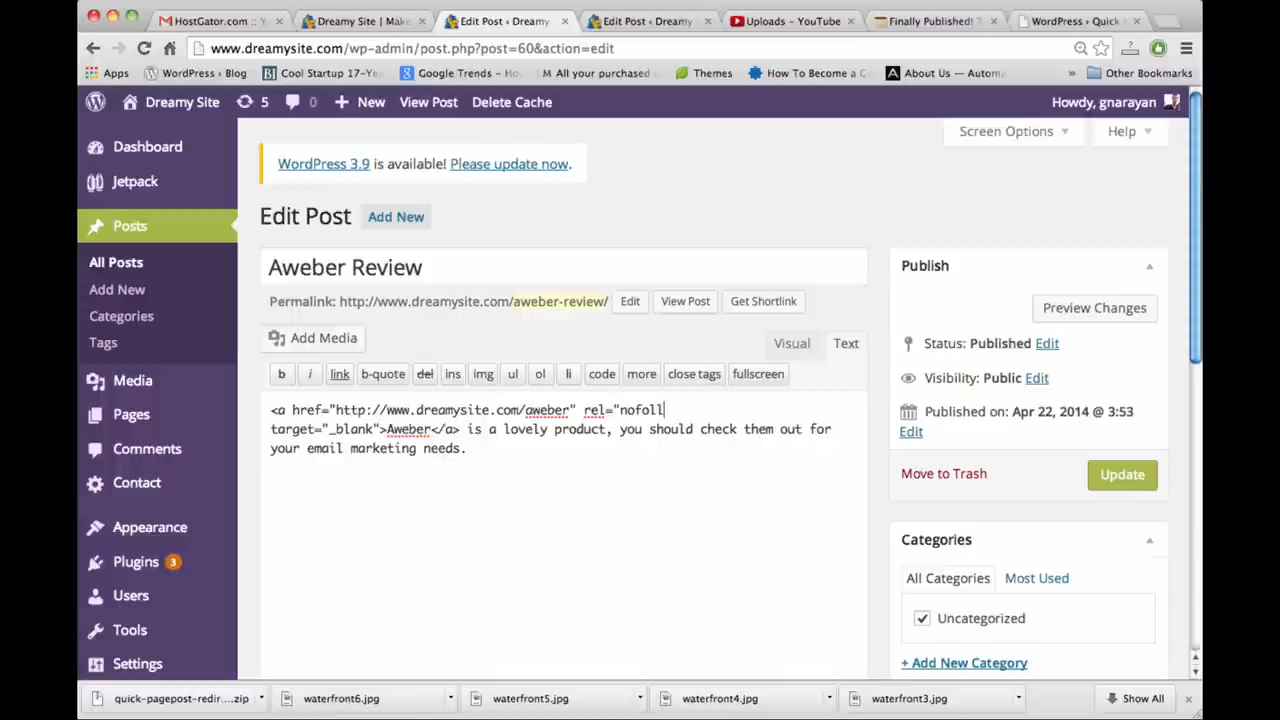 HostGator.com ::
Dreamy Site | Make
Edit Post ‹ Dreamy
Edit Post ‹ Dreamy
Uploads - YouTube
Finally Published!
WordPress › Quick
www.dreamysite.com/wp-admin/post.php?post=60&action=edit
Apps
WordPress › Blog
Cool Startup 17-Ye
Google Trends - Ho
All your purchased
Themes
How To Become a
About Us — Autom
»
Other Bookmarks
Dreamy Site
5
0
+ New
View Post
Delete Cache
Howdy, gnarayan
Screen Options
Help
Dashboard
Jetpack
Posts
All Posts
Add New
Categories
Tags
Media
Pages
Comments
Contact
Appearance
Plugins 3
Users
Tools
Settings
WordPress 3.9 is available! Please update now.
Edit Post
Add New
Aweber Review
Permalink: http://www.dreamysite.com/aweber-review/
Edit
View Post
Get Shortlink
Add Media
Visual
Text
b
i
link
b-quote
del
ins
img
ul
ol
li
code
more
close tags
fullscreen
<a href="http://www.dreamysite.com/aweber" rel="nofoll
target="_blank">Aweber</a> is a lovely product, you should check them out for
your email marketing needs.
Publish
Preview Changes
Status: Published Edit
Visibility: Public Edit
Published on: Apr 22, 2014 @ 3:53
Edit
Move to Trash
Update
Categories
All Categories
Most Used
Uncategorized
+ Add New Category
quick-pagepost-redir....zip
waterfront6.jpg
waterfront5.jpg
waterfront4.jpg
waterfront3.jpg
Show All